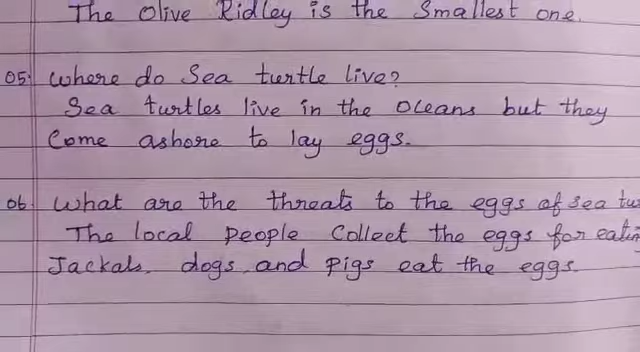 The Olive Ridley is the Smallest one.
05. Where do Sea turtle live?
Sea turtles live in the Oceans but they
Come ashore to lay eggs.
06. What are the threats to the eggs of sea
The local people Collect the eggs for
Jackals, dogs, and pigs eat the eggs.